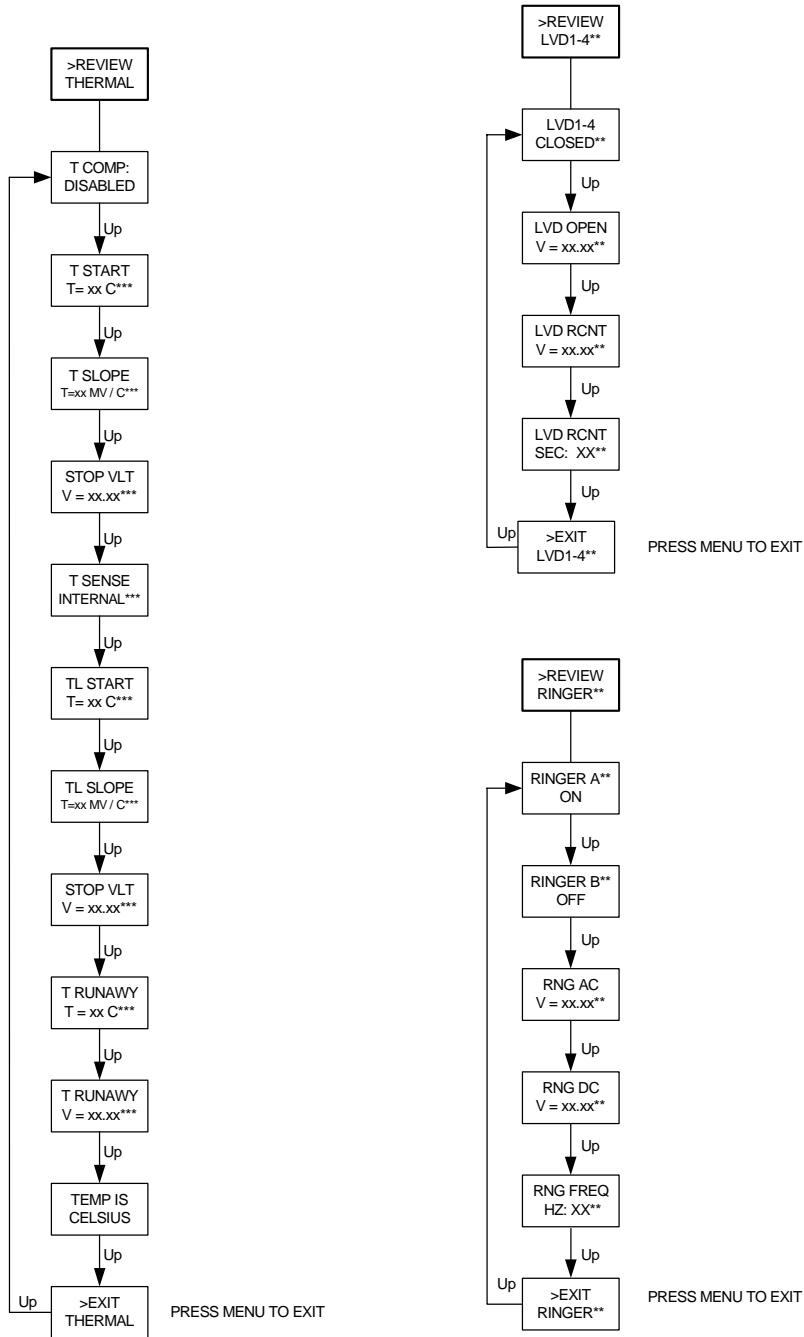 >REVIEW
THERMAL
T COMP:
DISABLED
Up
T START
T= xx C***
Up
T SLOPE
T=xx MV / C***
Up
STOP VLT
V = xx.xx***
Up
T SENSE
INTERNAL***
Up
TL START
T= xx C***
Up
TL SLOPE
T=xx MV / C***
Up
STOP VLT
V = xx.xx***
Up
T RUNAWY
T = xx C***
Up
T RUNAWY
V = xx.xx***
Up
TEMP IS
CELSIUS
Up
>EXIT
THERMAL
Up
PRESS MENU TO EXIT
>REVIEW
LVD1-4**
LVD1-4
CLOSED**
Up
LVD OPEN
V = xx.xx**
Up
LVD RCNT
V = xx.xx**
Up
LVD RCNT
SEC: XX**
Up
>EXIT
LVD1-4**
Up
PRESS MENU TO EXIT
>REVIEW
RINGER**
RINGER A**
ON
Up
RINGER B**
OFF
Up
RNG AC
V = xx.xx**
Up
RNG DC
V = xx.xx**
Up
RNG FREQ
HZ: XX**
Up
>EXIT
RINGER**
Up
PRESS MENU TO EXIT